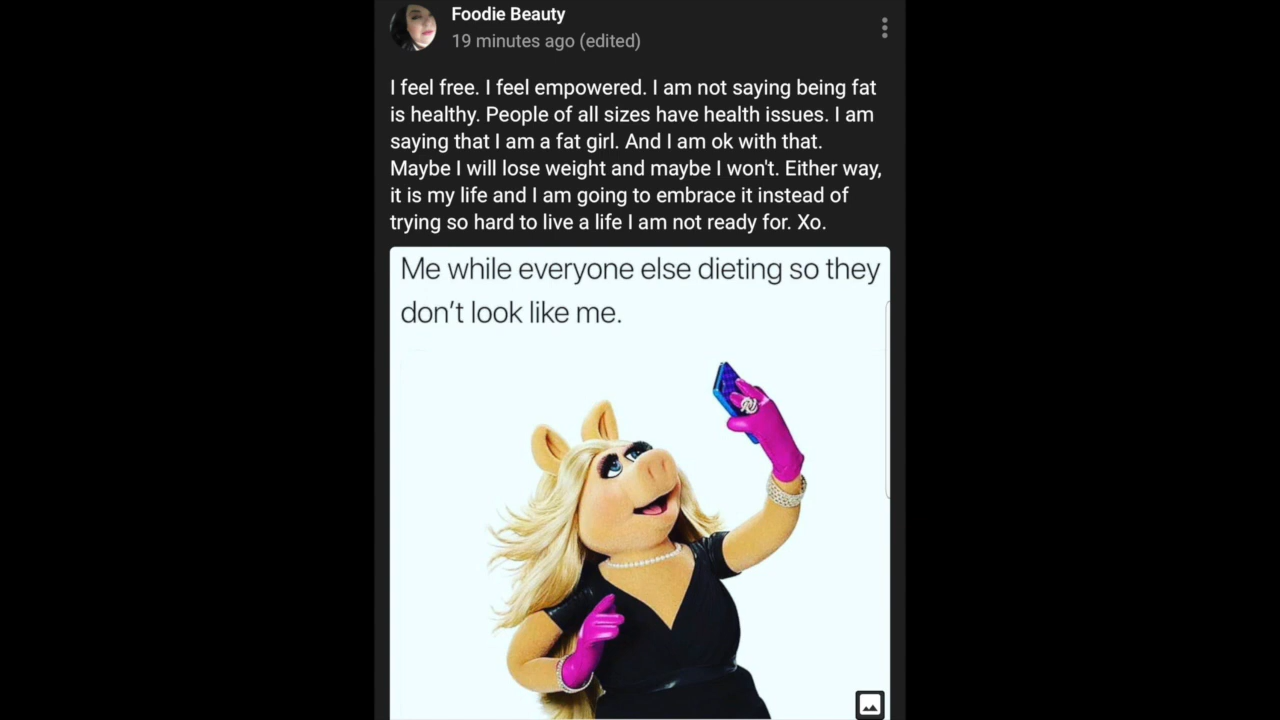 Foodie Beauty
19 minutes ago (edited)
I feel free. I feel empowered. I am not saying being fat
is healthy. People of all sizes have health issues. I am
saying that I am a fat girl. And I am ok with that.
Maybe I will lose weight and maybe I won't. Either way,
it is my life and I am going to embrace it instead of
trying so hard to live a life I am not ready for. Xo.
Me while everyone else dieting so they
don’t look like me.